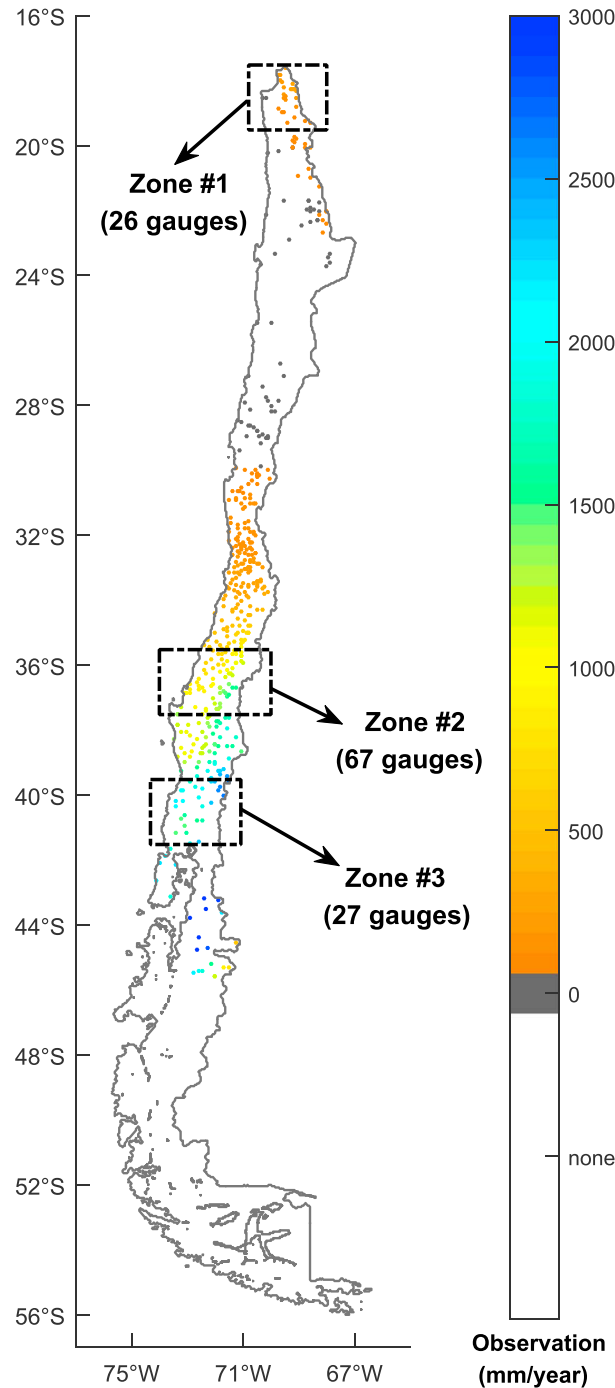 16°S
20°S
24°S
28°S
32°S
36°S
40°S
44°S
48°S
52°S
56°S
75°W
71°W
67°W
Zone #1
(26 gauges)
Zone #2
(67 gauges)
Zone #3
(27 gauges)
3000
2500
2000
1500
1000
500
0
none
Observation
(mm/year)